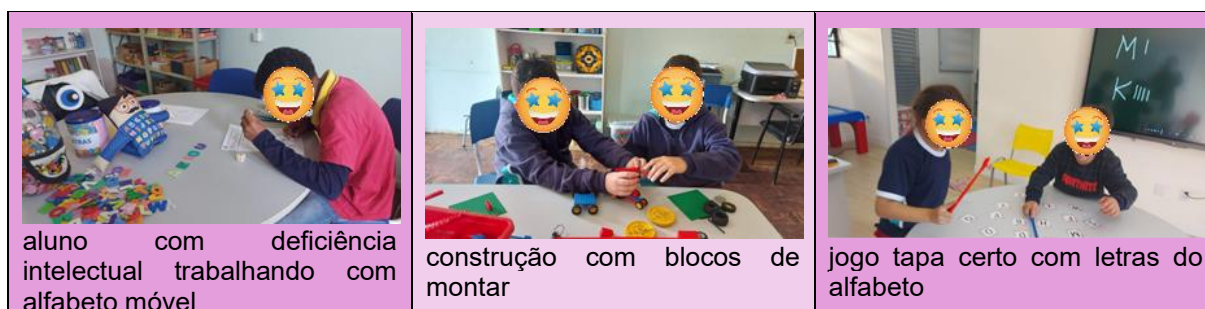 aluno com deficiência
intelectual trabalhando com
alfabeto móvel
construção com blocos de
montar
jogo tapa certo com letras do
alfabeto
M I
K IIII